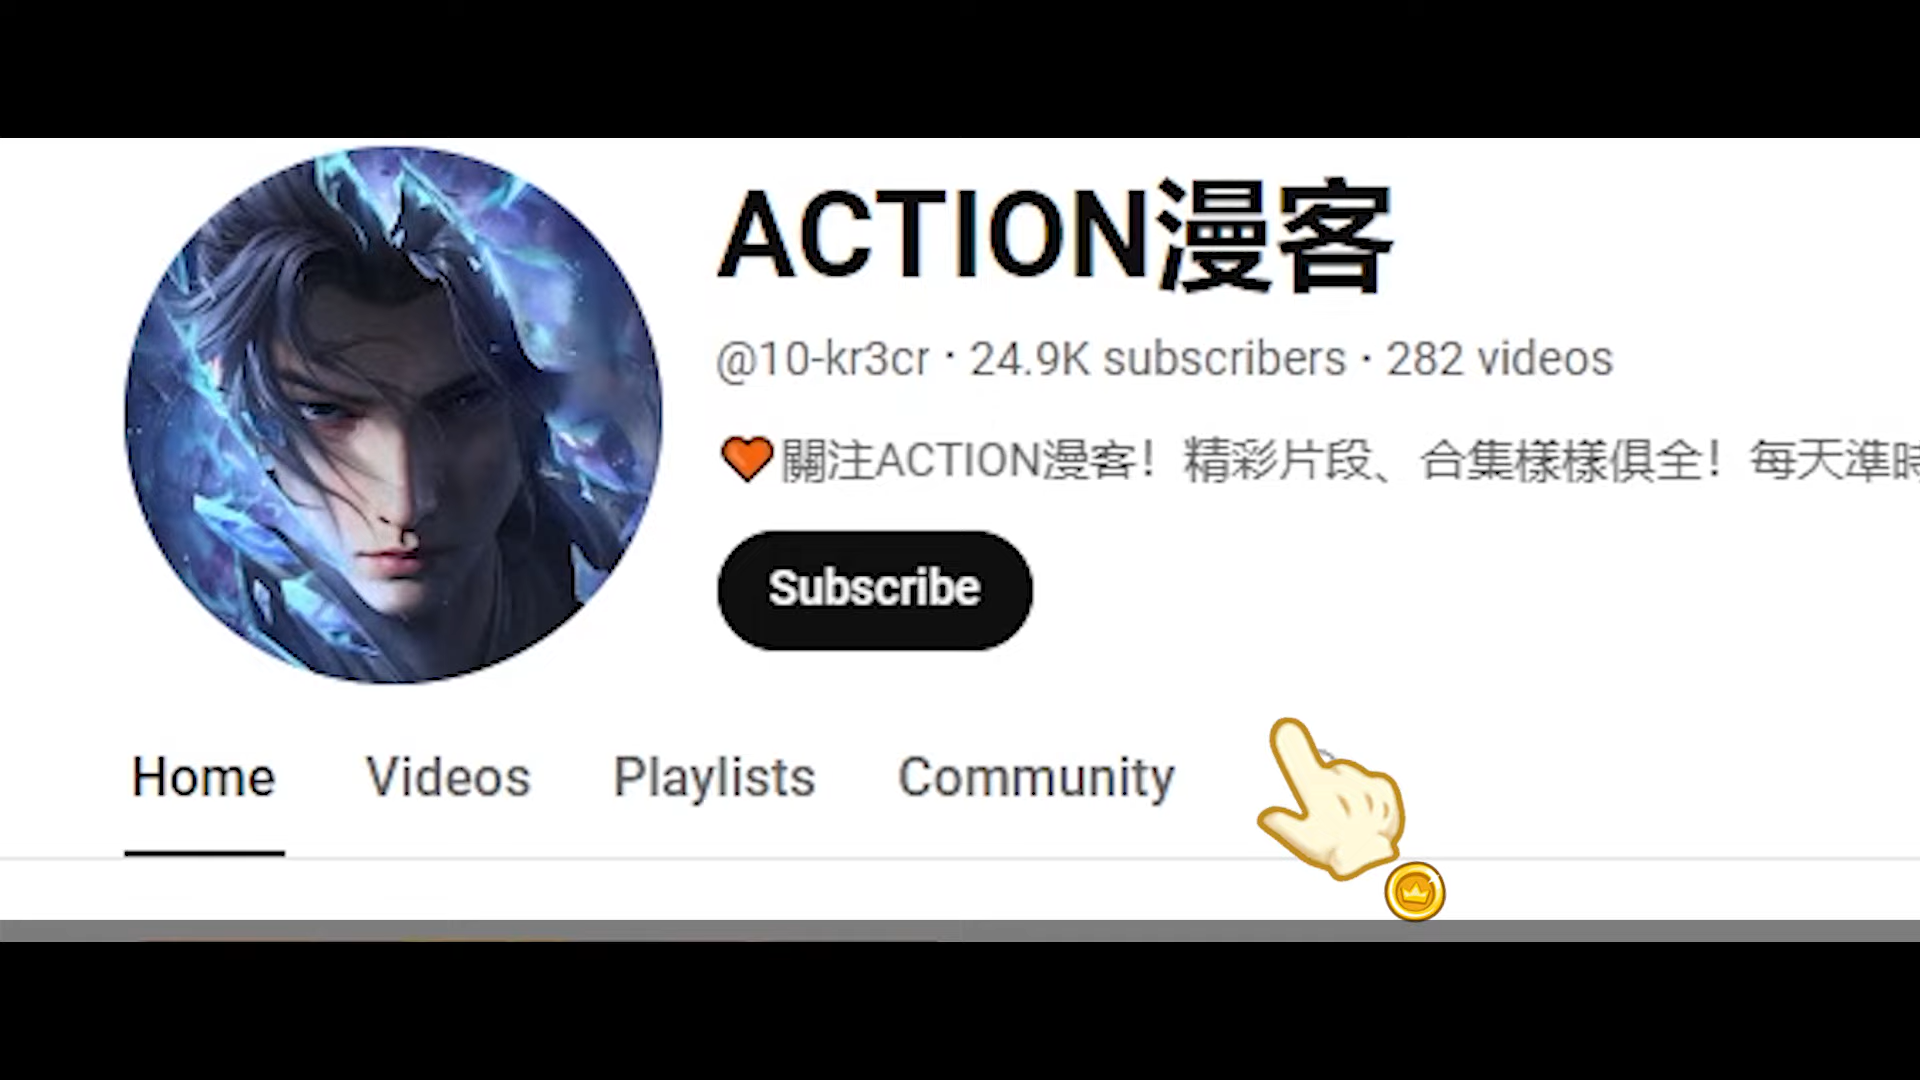 ACTION漫客
@10-kr3cr · 24.9K subscribers · 282 videos
🧡關注ACTION漫客！精彩片段、合集樣樣俱全！每天準時
Subscribe
Home Videos Playlists Community